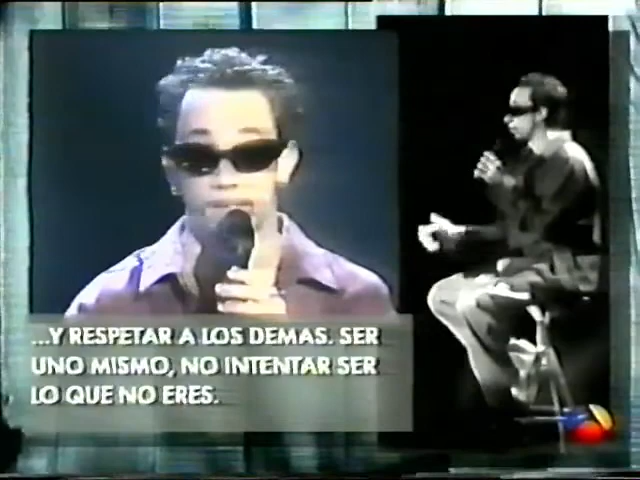 ...Y RESPETAR A LOS DEMAS. SER
UNO MISMO, NO INTENTAR SER
LO QUE NO ERES.